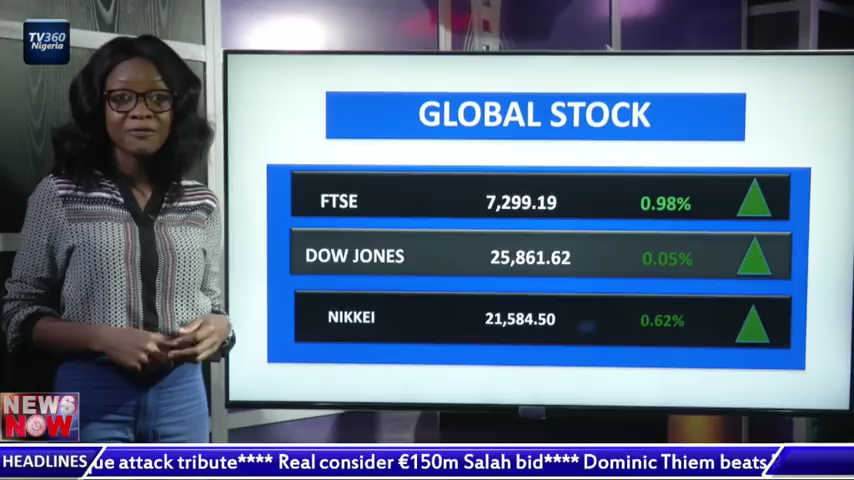 TV360
Nigeria
GLOBAL STOCK
FTSE 7,299.19 0.98%
DOW JONES 25,861.62 0.05%
NIKKEI 21,584.50 0.62%
NEWS
NOW
HEADLINES ue attack tribute**** Real consider €150m Salah bid**** Dominic Thiem beats